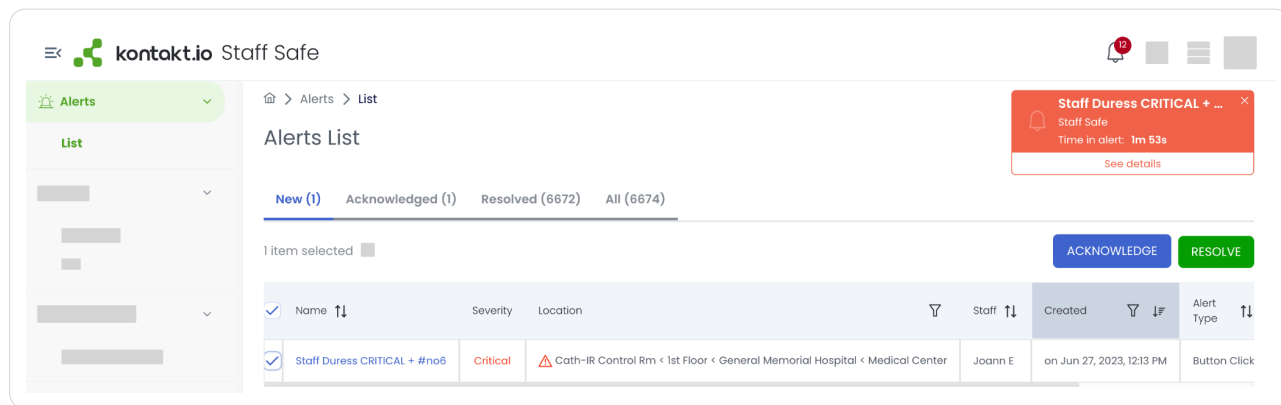 kontakt.io Staff Safe
12
Alerts
List
Alerts > List
Alerts List
Staff Duress CRITICAL + ...
Staff Safe
Time in alert: 1m 53s
See details
New (1) Acknowledged (1) Resolved (6672) All (6674)
1 item selected
ACKNOWLEDGE RESOLVE
Name Severity Location Staff Created Alert Type
Staff Duress CRITICAL + #no6 Critical Cath-IR Control Rm < 1st Floor < General Memorial Hospital < Medical Center Joann E on Jun 27, 2023, 12:13 PM Button Click